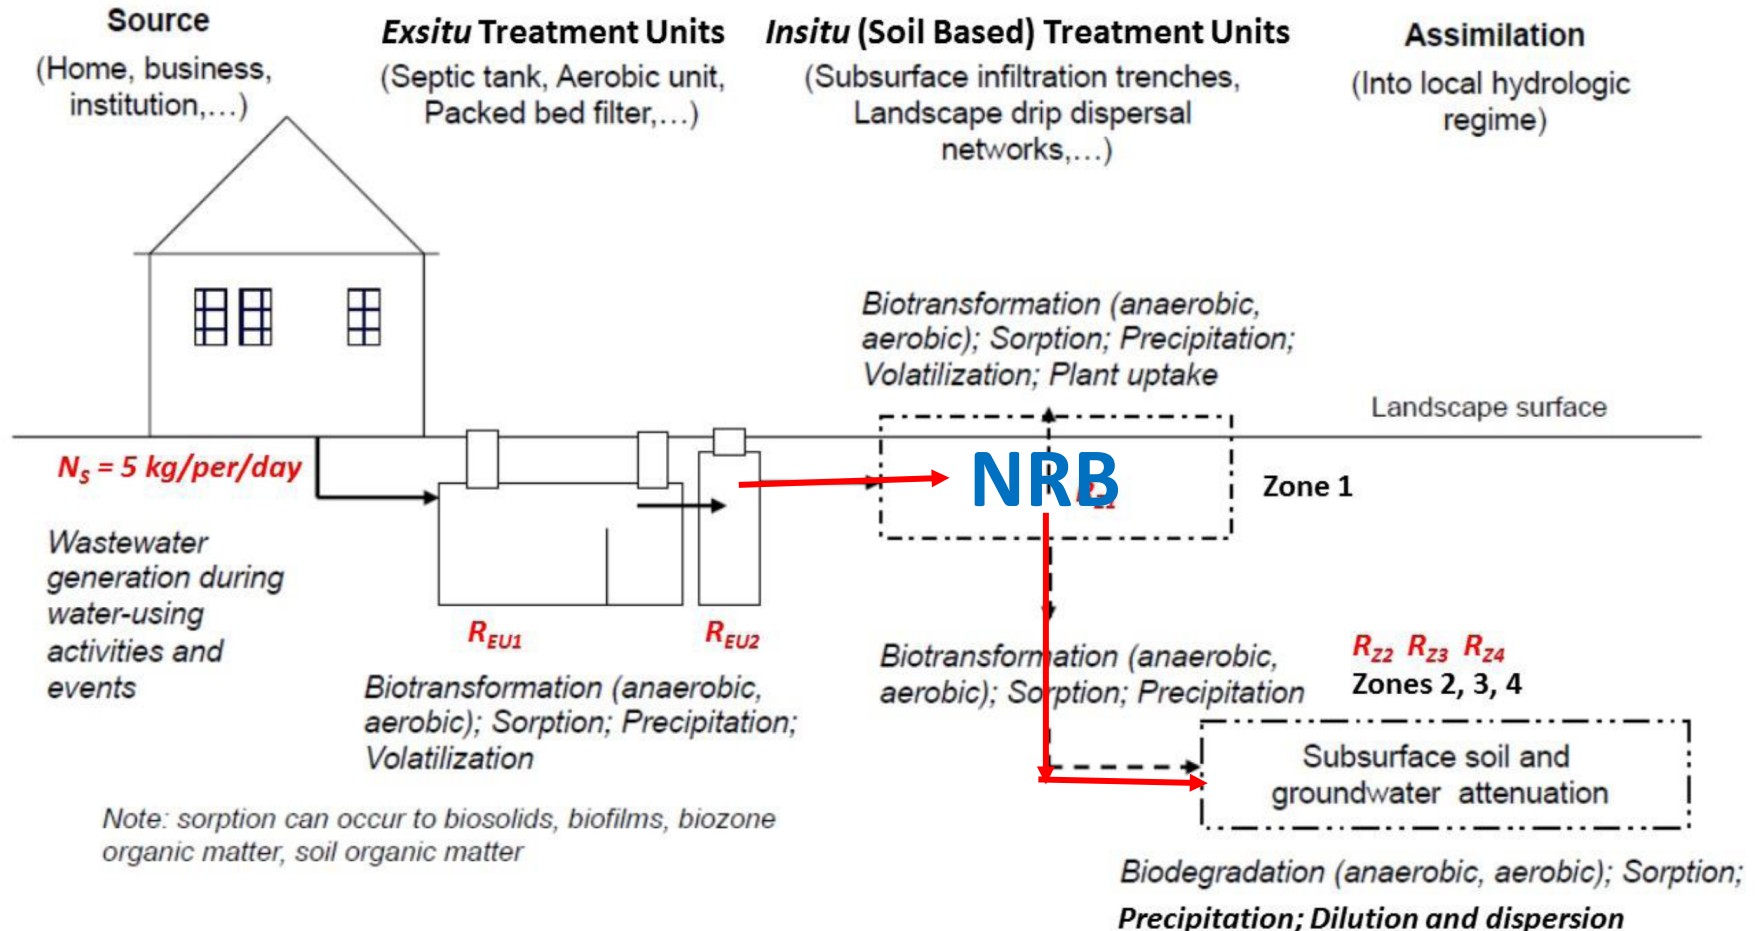 Source
(Home, business,
institution,...)
Exsitu Treatment Units
(Septic tank, Aerobic unit,
Packed bed filter,...)
Insitu (Soil Based) Treatment Units
(Subsurface infiltration trenches,
Landscape drip dispersal
networks,...)
Assimilation
(Into local hydrologic
regime)
Biotransformation (anaerobic,
aerobic); Sorption; Precipitation;
Volatilization; Plant uptake
Landscape surface
NS = 5 kg/per/day
NRB
Zone 1
Wastewater
generation during
water-using
activities and
events
REU1
REU2
Biotransformation (anaerobic,
aerobic); Sorption; Precipitation;
Volatilization
Biotransformation (anaerobic,
aerobic); Sorption; Precipitation
RZ2 RZ3 RZ4
Zones 2, 3, 4
Subsurface soil and
groundwater attenuation
Note: sorption can occur to biosolids, biofilms, biozone
organic matter, soil organic matter
Biodegradation (anaerobic, aerobic); Sorption;
Precipitation; Dilution and dispersion